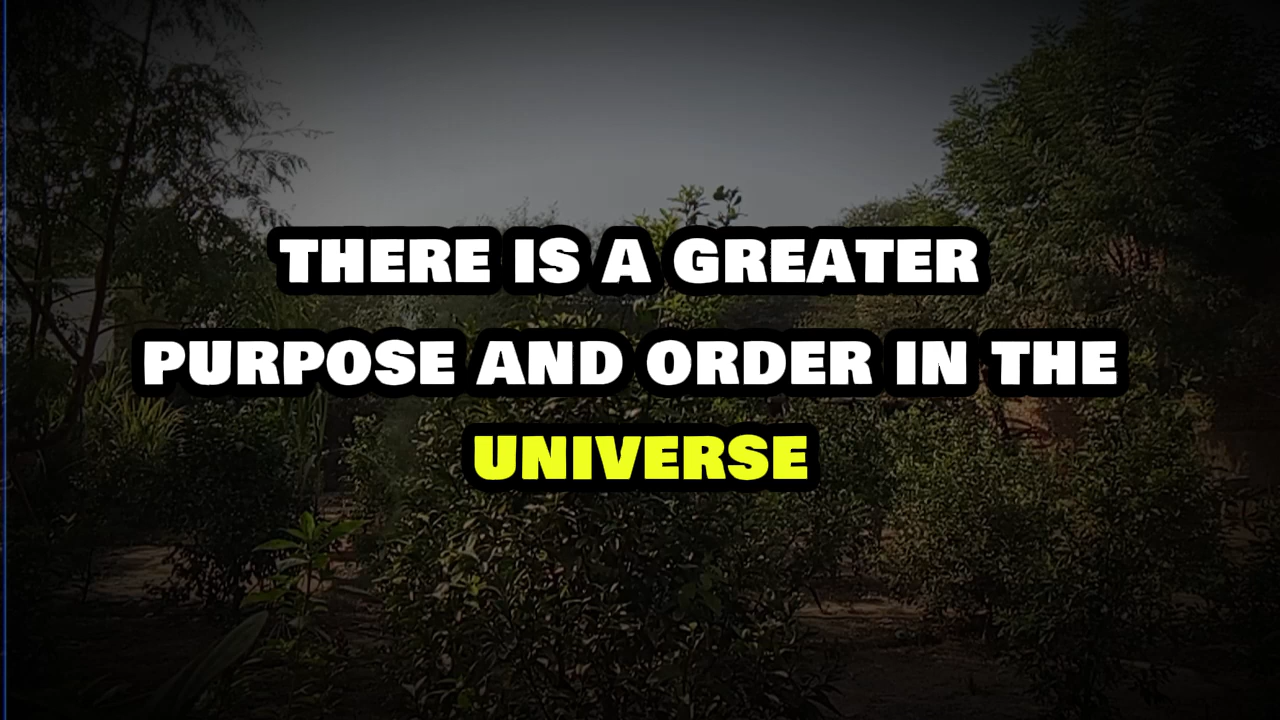 THERE IS A GREATER
PURPOSE AND ORDER IN THE
UNIVERSE